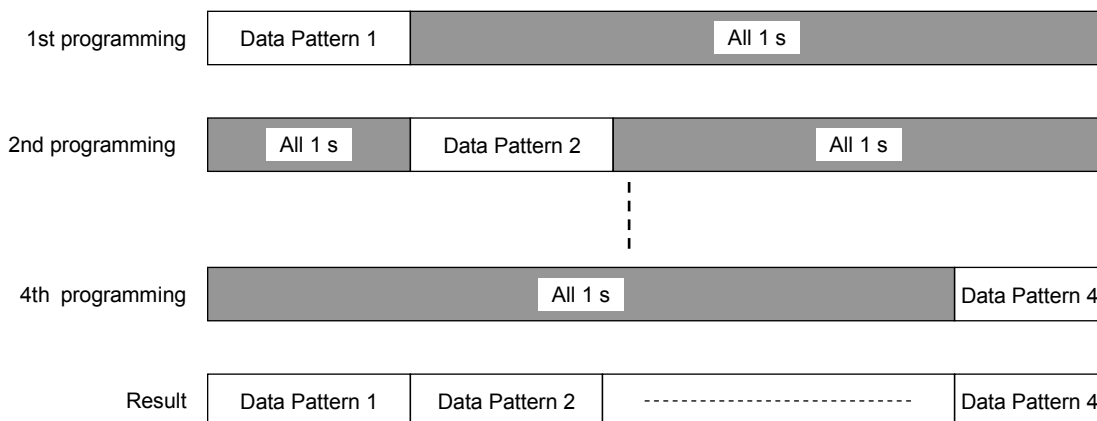 1st programming
Data Pattern 1
All 1 s
2nd programming
All 1 s
Data Pattern 2
All 1 s
4th programming
All 1 s
Data Pattern 4
Result
Data Pattern 1
Data Pattern 2
Data Pattern 4